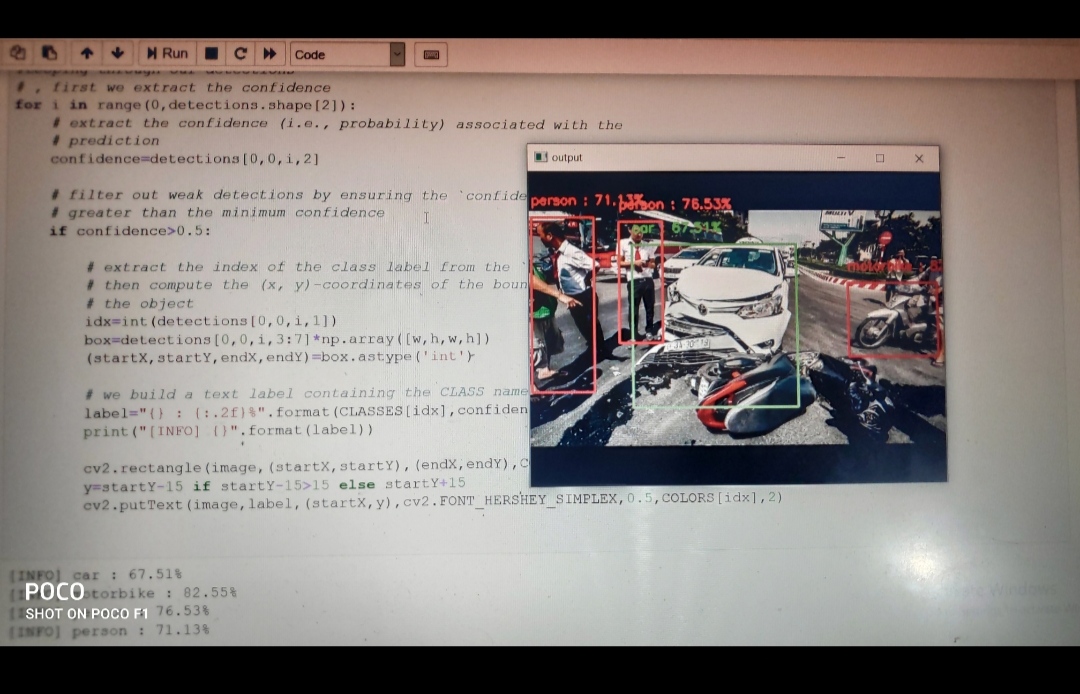 Run
Code
# , first we extract the confidence
for i in range(0,detections.shape[2]):
# extract the confidence (i.e., probability) associated with the
# prediction
confidence=detections[0,0,i,2]
# filter out weak detections by ensuring the `confide
# greater than the minimum confidence
if confidence>0.5:
# extract the index of the class label from the `
# then compute the (x, y)-coordinates of the boun
# the object
idx=int(detections[0,0,i,1])
box=detections[0,0,i,3:7]*np.array([w,h,w,h])
(startX,startY,endX,endY)=box.astype('int')
# we build a text label containing the CLASS name
label="{} : {:.2f}%".format(CLASSES[idx],confiden
print("[INFO] {}".format(label))
cv2.rectangle(image,(startX,startY),(endX,endY),C
y=startY-15 if startY-15>15 else startY+15
cv2.putText(image,label,(startX,y),cv2.FONT_HERSHEY_SIMPLEX,0.5,COLORS[idx],2)
output
person : 71.13%
person : 76.53%
car : 67.51%
motorbike : 8
[INFO] car : 67.51%
torbike : 82.55%
76.53%
[INFO] person : 71.13%
POCO
SHOT ON POCO F1